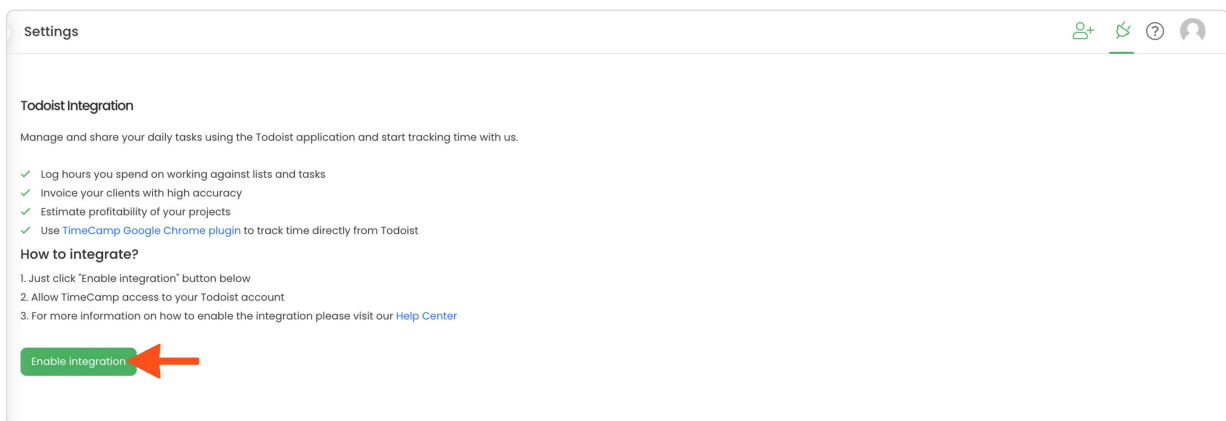 Settings
Todoist Integration
Manage and share your daily tasks using the Todoist application and start tracking time with us.
Log hours you spend on working against lists and tasks
Invoice your clients with high accuracy
Estimate profitability of your projects
Use TimeCamp Google Chrome plugin to track time directly from Todoist
How to integrate?
1. Just click "Enable integration" button below
2. Allow TimeCamp access to your Todoist account
3. For more information on how to enable the integration please visit our Help Center
Enable integration